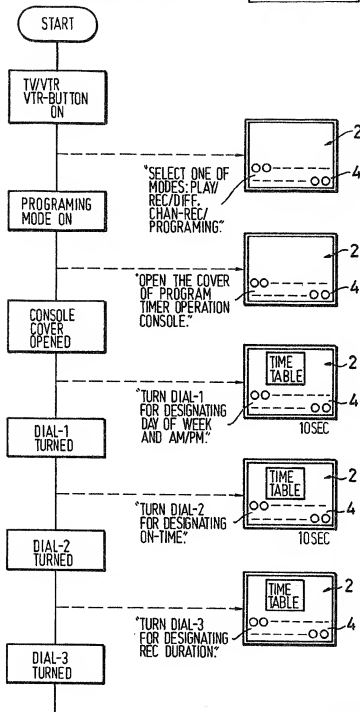 START
TV/VTR
VTR-BUTTON
ON
2
4
"SELECT ONE OF
MODES: PLAY/
REC/DIFF.
CHAN-REC/
PROGRAMING."
PROGRAMING
MODE ON
2
4
"OPEN THE COVER
OF PROGRAM
TIMER OPERATION
CONSOLE."
CONSOLE
COVER
OPENED
TIME
TABLE
2
4
10SEC
"TURN DIAL-1
FOR DESIGNATING
DAY OF WEEK
AND AM/PM."
DIAL-1
TURNED
TIME
TABLE
2
4
10SEC
"TURN DIAL-2
FOR DESIGNATING
ON-TIME."
DIAL-2
TURNED
TIME
TABLE
2
4
"TURN DIAL-3
FOR DESIGNATING
REC DURATION."
DIAL-3
TURNED